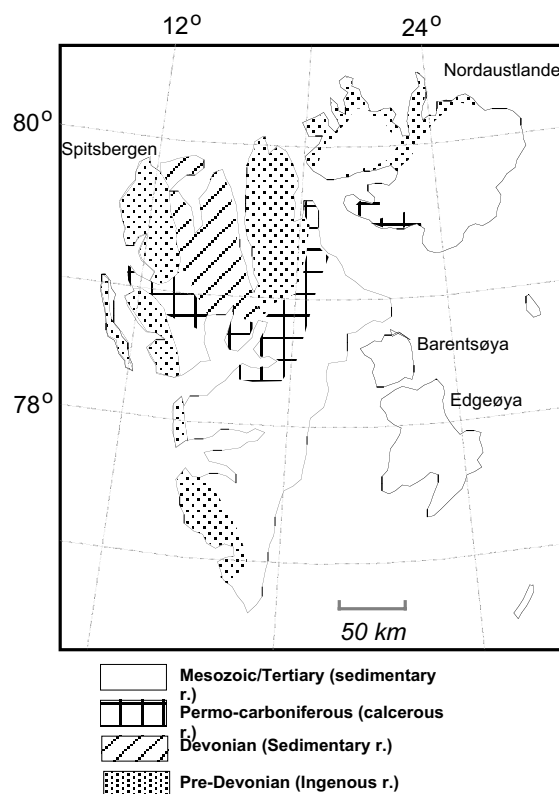 12° 24°
Nordaustlande
80°
Spitsbergen
Barentsøya
78°
Edgeøya
50 km
Mesozoic/Tertiary (sedimentary
r.)
Permo-carboniferous (calcerous
r.)
Devonian (Sedimentary r.)
Pre-Devonian (Ingenous r.)